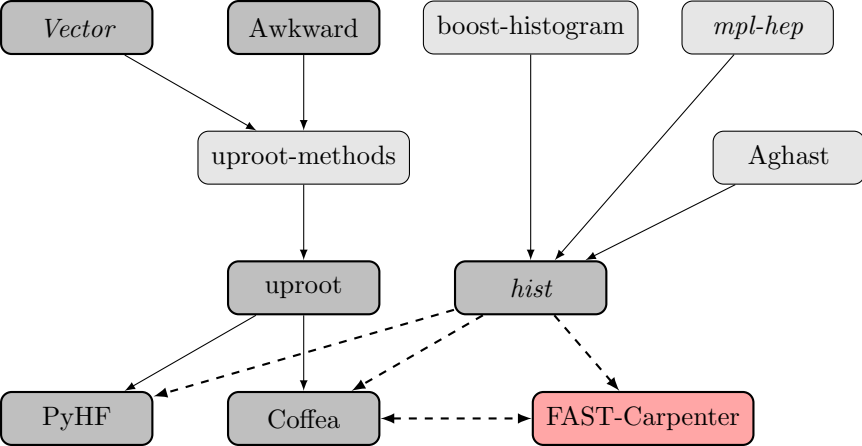 Vector
Awkward
boost-histogram
mpl-hep
uproot-methods
Aghast
uproot
hist
PyHF
Coffea
FAST-Carpenter